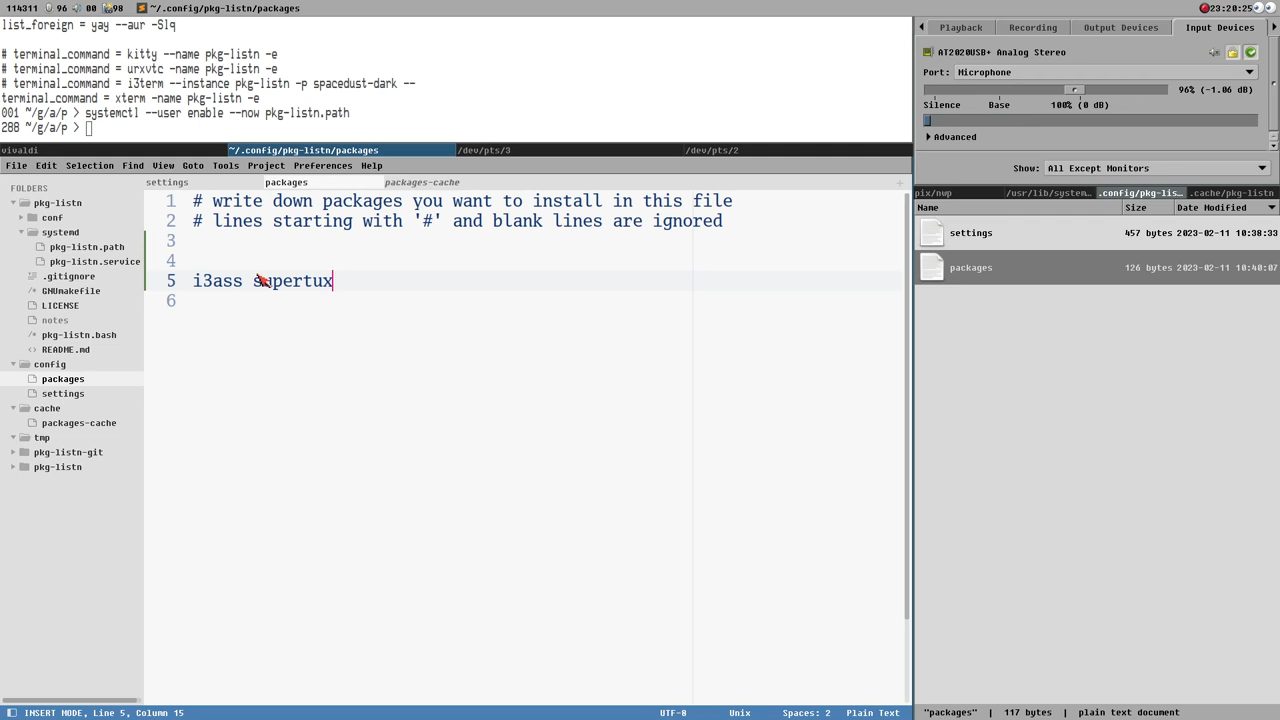 114311 96 00 98 ~/.config/pkg-listn/packages 23:20:25
list_foreign = yay --aur -Slq
# terminal_command = kitty --name pkg-listn -e
# terminal_command = urxvtc -name pkg-listn -e
# terminal_command = i3term --instance pkg-listn -p spacedust-dark --
terminal_command = xterm -name pkg-listn -e
001 ~/g/a/p > systemctl --user enable --now pkg-listn.path
288 ~/g/a/p >
vivaldi ~/.config/pkg-listn/packages /dev/pts/3 /dev/pts/2
File Edit Selection Find View Goto Tools Project Preferences Help
FOLDERS
pkg-listn
conf
systemd
pkg-listn.path
pkg-listn.service
.gitignore
GNUmakefile
LICENSE
notes
pkg-listn.bash
README.md
config
packages
settings
cache
packages-cache
tmp
pkg-listn-git
pkg-listn
settings packages packages-cache
1 # write down packages you want to install in this file
2 # lines starting with '#' and blank lines are ignored
3
4
5 i3ass supertux
6
INSERT MODE, Line 5, Column 15 UTF-8 Unix Spaces: 2 Plain Text
Playback Recording Output Devices Input Devices
AT2020USB+ Analog Stereo
Port: Microphone
96% (-1.06 dB)
Silence Base 100% (0 dB)
Advanced
Show: All Except Monitors
pix/nwp /usr/lib/system… .config/pkg-lis… .cache/pkg-listn
Name Size Date Modified
settings 457 bytes 2023-02-11 10:38:33
packages 126 bytes 2023-02-11 10:40:07
"packages" | 117 bytes | plain text document